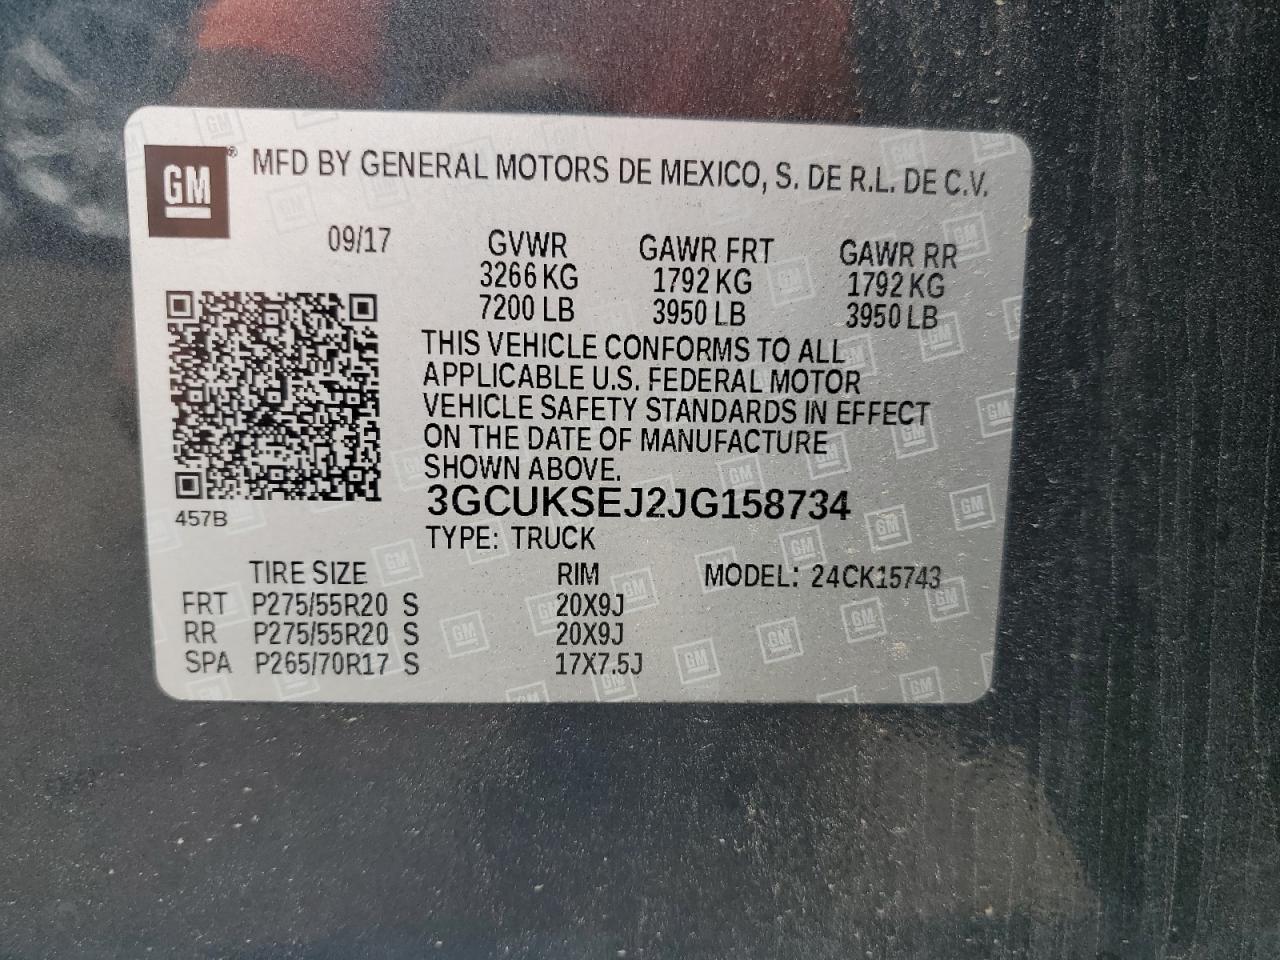 GM® MFD BY GENERAL MOTORS DE MEXICO, S. DE R.L. DE C.V.
09/17 GVWR GAWR FRT GAWR RR
3266 KG 1792 KG 1792 KG
7200 LB 3950 LB 3950 LB
THIS VEHICLE CONFORMS TO ALL
APPLICABLE U.S. FEDERAL MOTOR
VEHICLE SAFETY STANDARDS IN EFFECT
ON THE DATE OF MANUFACTURE
SHOWN ABOVE.
3GCUKSEJ2JG158734
457B
TYPE: TRUCK
TIRE SIZE RIM MODEL: 24CK15743
FRT P275/55R20 S 20X9J
RR P275/55R20 S 20X9J
SPA P265/70R17 S 17X7.5J